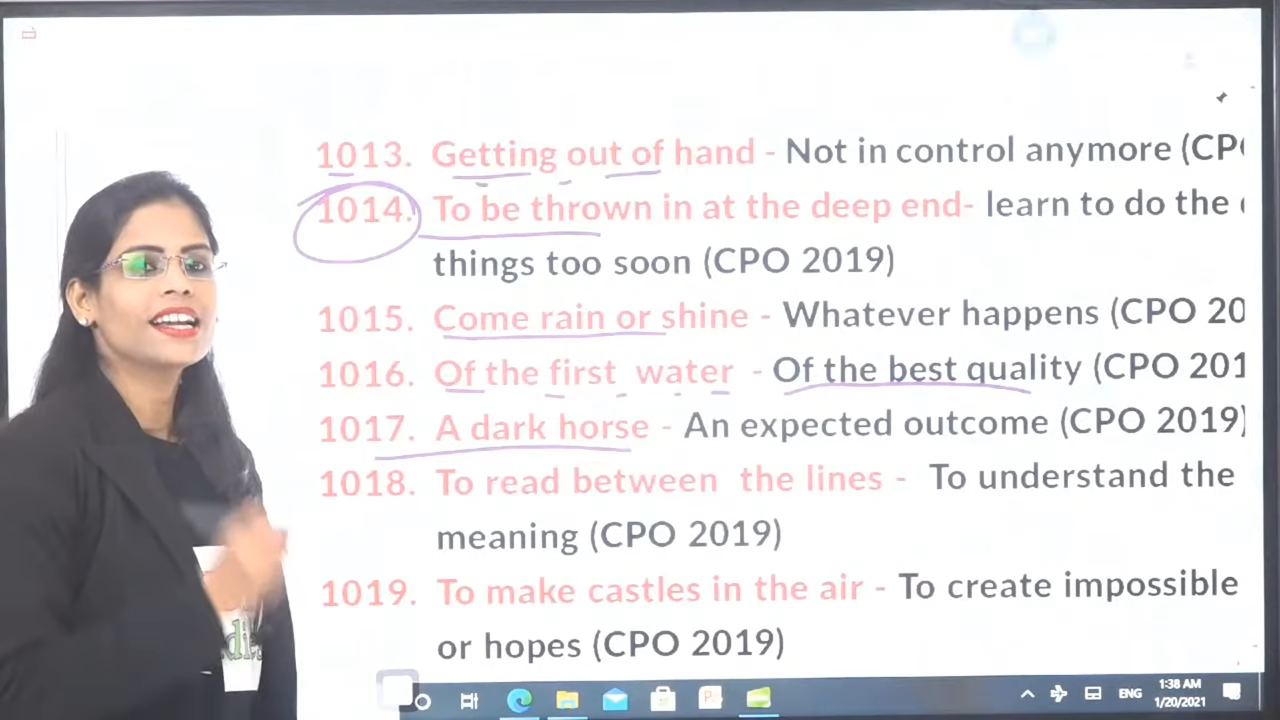 1013. Getting out of hand - Not in control anymore (CP
1014. To be thrown in at the deep end- learn to do the
things too soon (CPO 2019)
1015. Come rain or shine - Whatever happens (CPO 20
1016. Of the first water - Of the best quality (CPO 201
1017. A dark horse - An expected outcome (CPO 2019)
1018. To read between the lines - To understand the
meaning (CPO 2019)
1019. To make castles in the air - To create impossible
or hopes (CPO 2019)
ENG
1:38 AM
1/20/2021